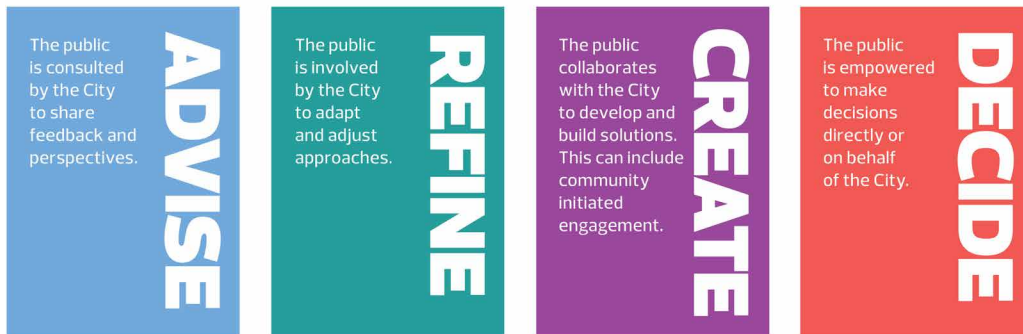 The public
is consulted
by the City
to share
feedback and
perspectives.
ADVISE
The public
is involved
by the City
to adapt
and adjust
approaches.
REFINE
The public
collaborates
with the City
to develop and
build solutions.
This can include
community
initiated
engagement.
CREATE
The public
is empowered
to make
decisions
directly or
on behalf
of the City.
DECIDE